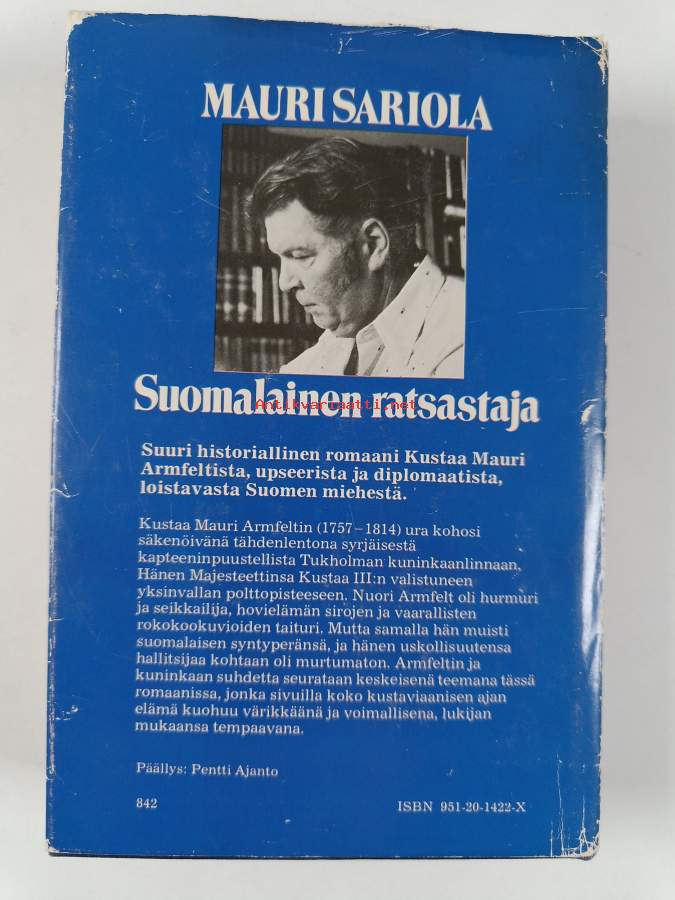 MAURI SARIOLA
Suomalainen ratsastaja
Antikvariaatti.net
Suuri historiallinen romaani Kustaa Mauri
Armfeltista, upseerista ja diplomaatista,
loistavasta Suomen miehestä.
Kustaa Mauri Armfeltin (1757–1814) ura kohosi
säkenöivänä tähdenlentona syrjäisestä
kapteeninpuustellista Tukholman kuninkaanlinnaan,
Hänen Majesteettinsa Kustaa III:n valistuneen
yksinvallan polttopisteeseen. Nuori Armfelt oli hurmuri
ja seikkailija, hovielämän sirojen ja vaarallisten
rokokookuvioiden taituri. Mutta samalla hän muisti
suomalaisen syntyperänsä, ja hänen uskollisuutensa
hallitsijaa kohtaan oli murtumaton. Armfeltin ja
kuninkaan suhdetta seurataan keskeisenä teemana tässä
romaanissa, jonka sivuilla koko kustaviaanisen ajan
elämä kuohuu värikkäänä ja voimallisena, lukijan
mukaansa tempaavana.
Päällys: Pentti Ajanto
842 ISBN 951-20-1422-X